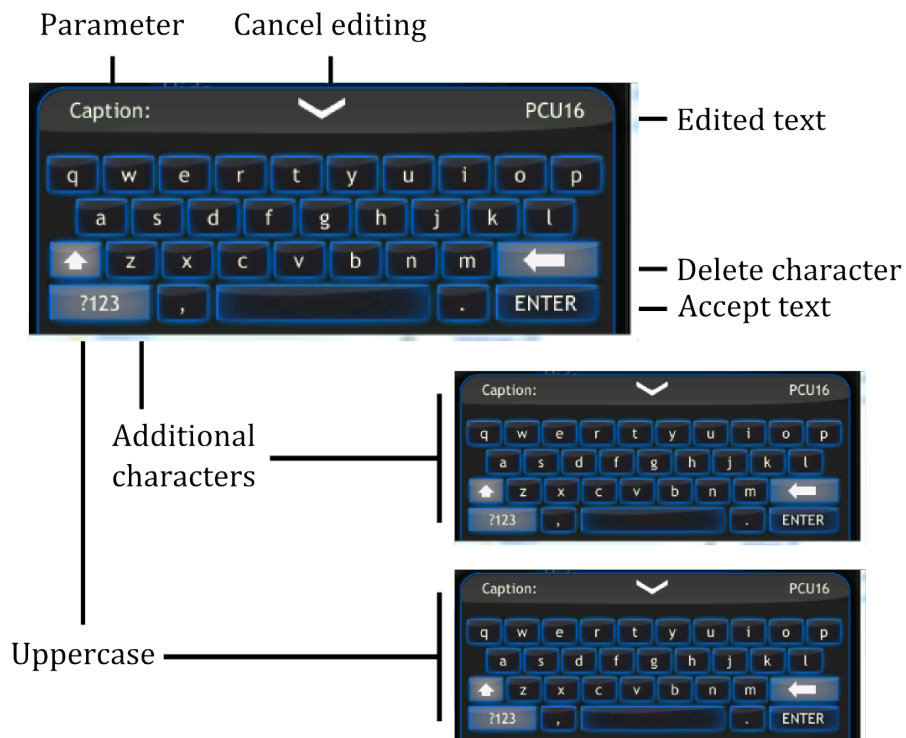 Parameter Cancel editing
Caption: PCU16
Edited text
q w e r t y u i o p
a s d f g h j k l
z x c v b n m
Delete character
?123 , . ENTER
Accept text
Additional
characters
Caption: PCU16
q w e r t y u i o p
a s d f g h j k l
z x c v b n m
?123 , . ENTER
Uppercase
Caption: PCU16
q w e r t y u i o p
a s d f g h j k l
z x c v b n m
?123 , . ENTER